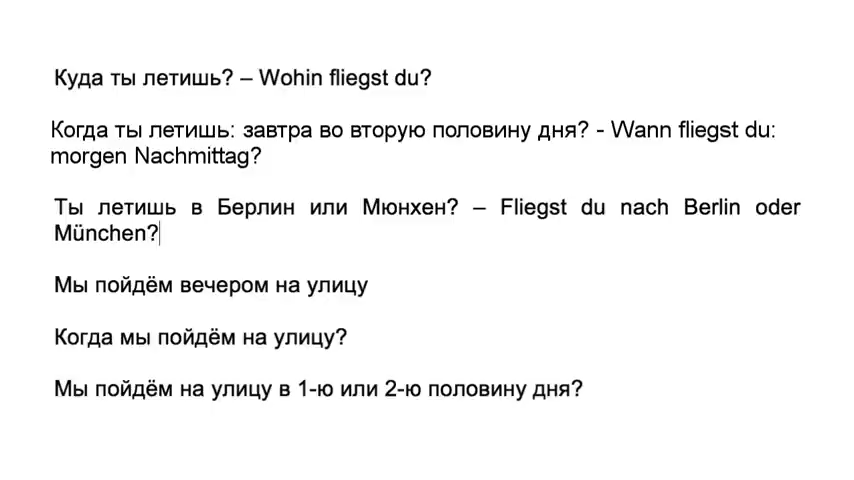 Куда ты летишь? – Wohin fliegst du?
Когда ты летишь: завтра во вторую половину дня? - Wann fliegst du:
morgen Nachmittag?
Ты летишь в Берлин или Мюнхен? – Fliegst du nach Berlin oder
München?
Мы пойдём вечером на улицу
Когда мы пойдём на улицу?
Мы пойдём на улицу в 1-ю или 2-ю половину дня?